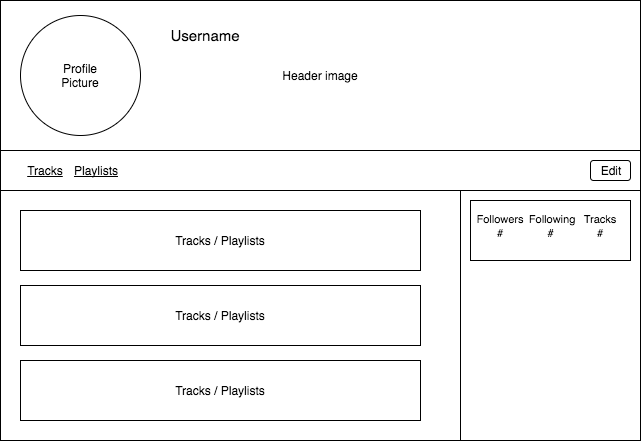 Username
Profile
Picture
Header image
Tracks Playlists
Edit
Followers Following Tracks
# # #
Tracks / Playlists
Tracks / Playlists
Tracks / Playlists